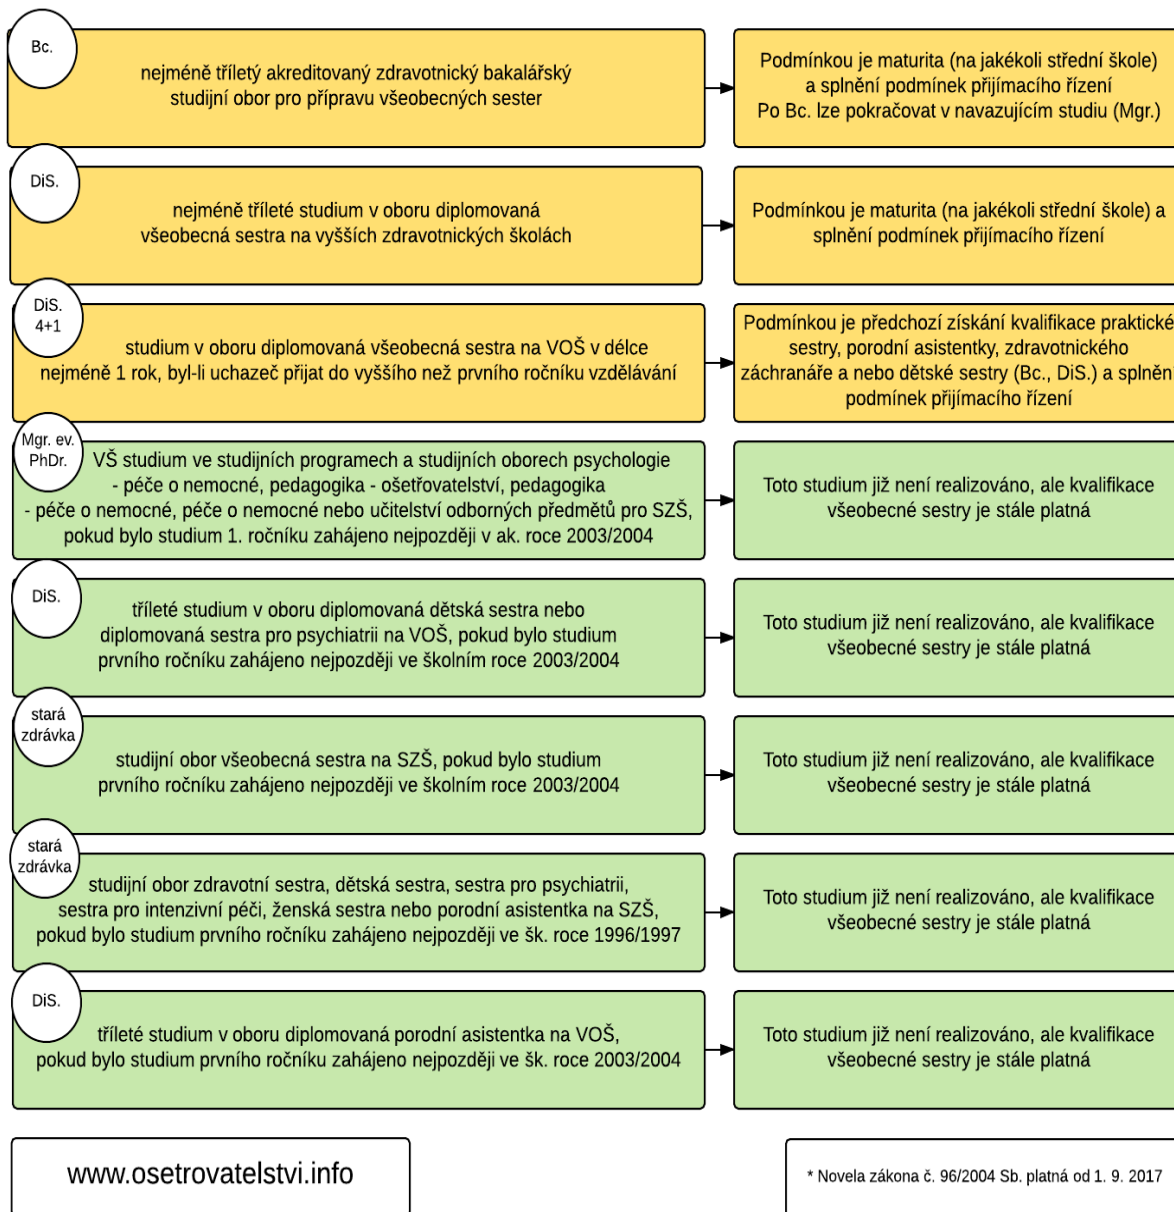 Bc.
nejméně tříletý akreditovaný zdravotnický bakalářský
studijní obor pro přípravu všeobecných sester
Podmínkou je maturita (na jakékoli střední škole)
a splnění podmínek přijímacího řízení
Po Bc. lze pokračovat v navazujícím studiu (Mgr.)
DiS.
nejméně tříleté studium v oboru diplomovaná
všeobecná sestra na vyšších zdravotnických školách
Podmínkou je maturita (na jakékoli střední škole) a
splnění podmínek přijímacího řízení
DiS.
4+1
studium v oboru diplomovaná všeobecná sestra na VOŠ v délce
nejméně 1 rok, byl-li uchazeč přijat do vyššího než prvního ročníku vzdělávání
Podmínkou je předchozí získání kvalifikace praktické
sestry, porodní asistentky, zdravotnického
záchranáře a nebo dětské sestry (Bc., DiS.) a splnění
podmínek přijímacího řízení
Mgr. ev.
PhDr.
VŠ studium ve studijních programech a studijních oborech psychologie
- péče o nemocné, pedagogika - ošetřovatelství, pedagogika
- péče o nemocné, péče o nemocné nebo učitelství odborných předmětů pro SZŠ,
pokud bylo studium 1. ročníku zahájeno nejpozději v ak. roce 2003/2004
Toto studium již není realizováno, ale kvalifikace
všeobecné sestry je stále platná
DiS.
tříleté studium v oboru diplomovaná dětská sestra nebo
diplomovaná sestra pro psychiatrii na VOŠ, pokud bylo studium
prvního ročníku zahájeno nejpozději ve školním roce 2003/2004
Toto studium již není realizováno, ale kvalifikace
všeobecné sestry je stále platná
stará
zdrávka
studijní obor všeobecná sestra na SZŠ, pokud bylo studium
prvního ročníku zahájeno nejpozději ve školním roce 2003/2004
Toto studium již není realizováno, ale kvalifikace
všeobecné sestry je stále platná
stará
zdrávka
studijní obor zdravotní sestra, dětská sestra, sestra pro psychiatrii,
sestra pro intenzivní péči, ženská sestra nebo porodní asistentka na SZŠ,
pokud bylo studium prvního ročníku zahájeno nejpozději ve šk. roce 1996/1997
Toto studium již není realizováno, ale kvalifikace
všeobecné sestry je stále platná
DiS.
tříleté studium v oboru diplomovaná porodní asistentka na VOŠ,
pokud bylo studium prvního ročníku zahájeno nejpozději ve šk. roce 2003/2004
Toto studium již není realizováno, ale kvalifikace
všeobecné sestry je stále platná
www.osetrovatelstvi.info
* Novela zákona č. 96/2004 Sb. platná od 1. 9. 2017